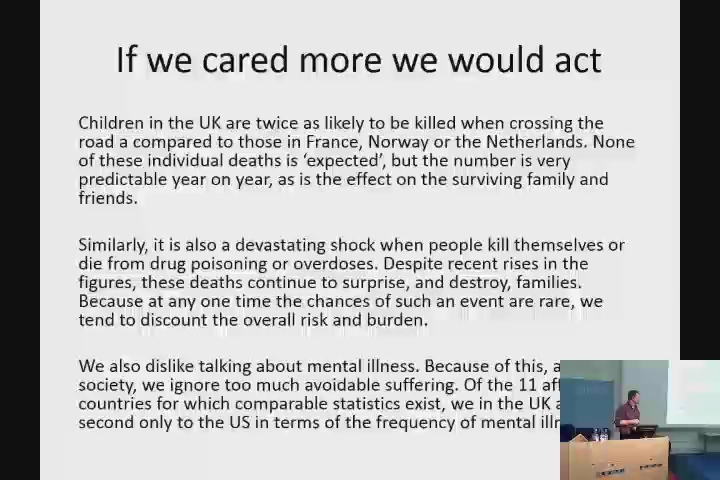 If we cared more we would act
Children in the UK are twice as likely to be killed when crossing the
road a compared to those in France, Norway or the Netherlands. None
of these individual deaths is ‘expected’, but the number is very
predictable year on year, as is the effect on the surviving family and
friends.
Similarly, it is also a devastating shock when people kill themselves or
die from drug poisoning or overdoses. Despite recent rises in the
figures, these deaths continue to surprise, and destroy, families.
Because at any one time the chances of such an event are rare, we
tend to discount the overall risk and burden.
We also dislike talking about mental illness. Because of this,
society, we ignore too much avoidable suffering. Of the 11
countries for which comparable statistics exist, we in the UK
second only to the US in terms of the frequency of mental